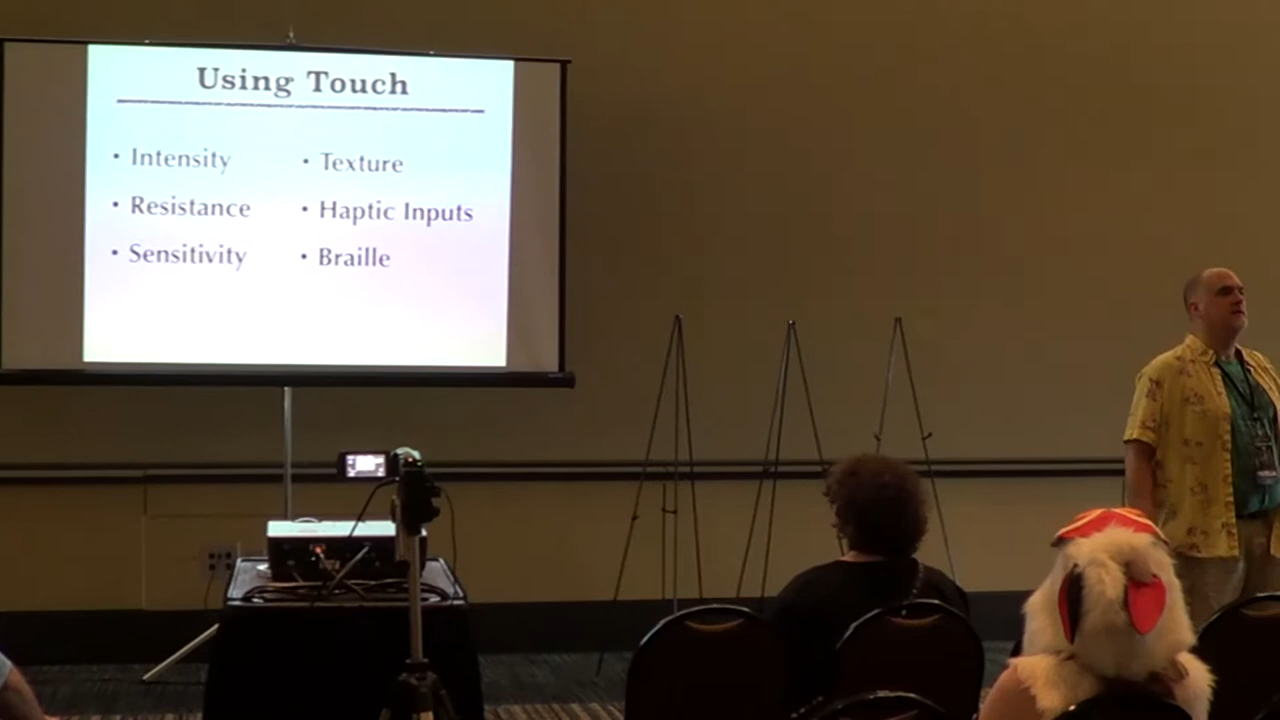 Using Touch
• Intensity
• Resistance
• Sensitivity
• Texture
• Haptic Inputs
• Braille